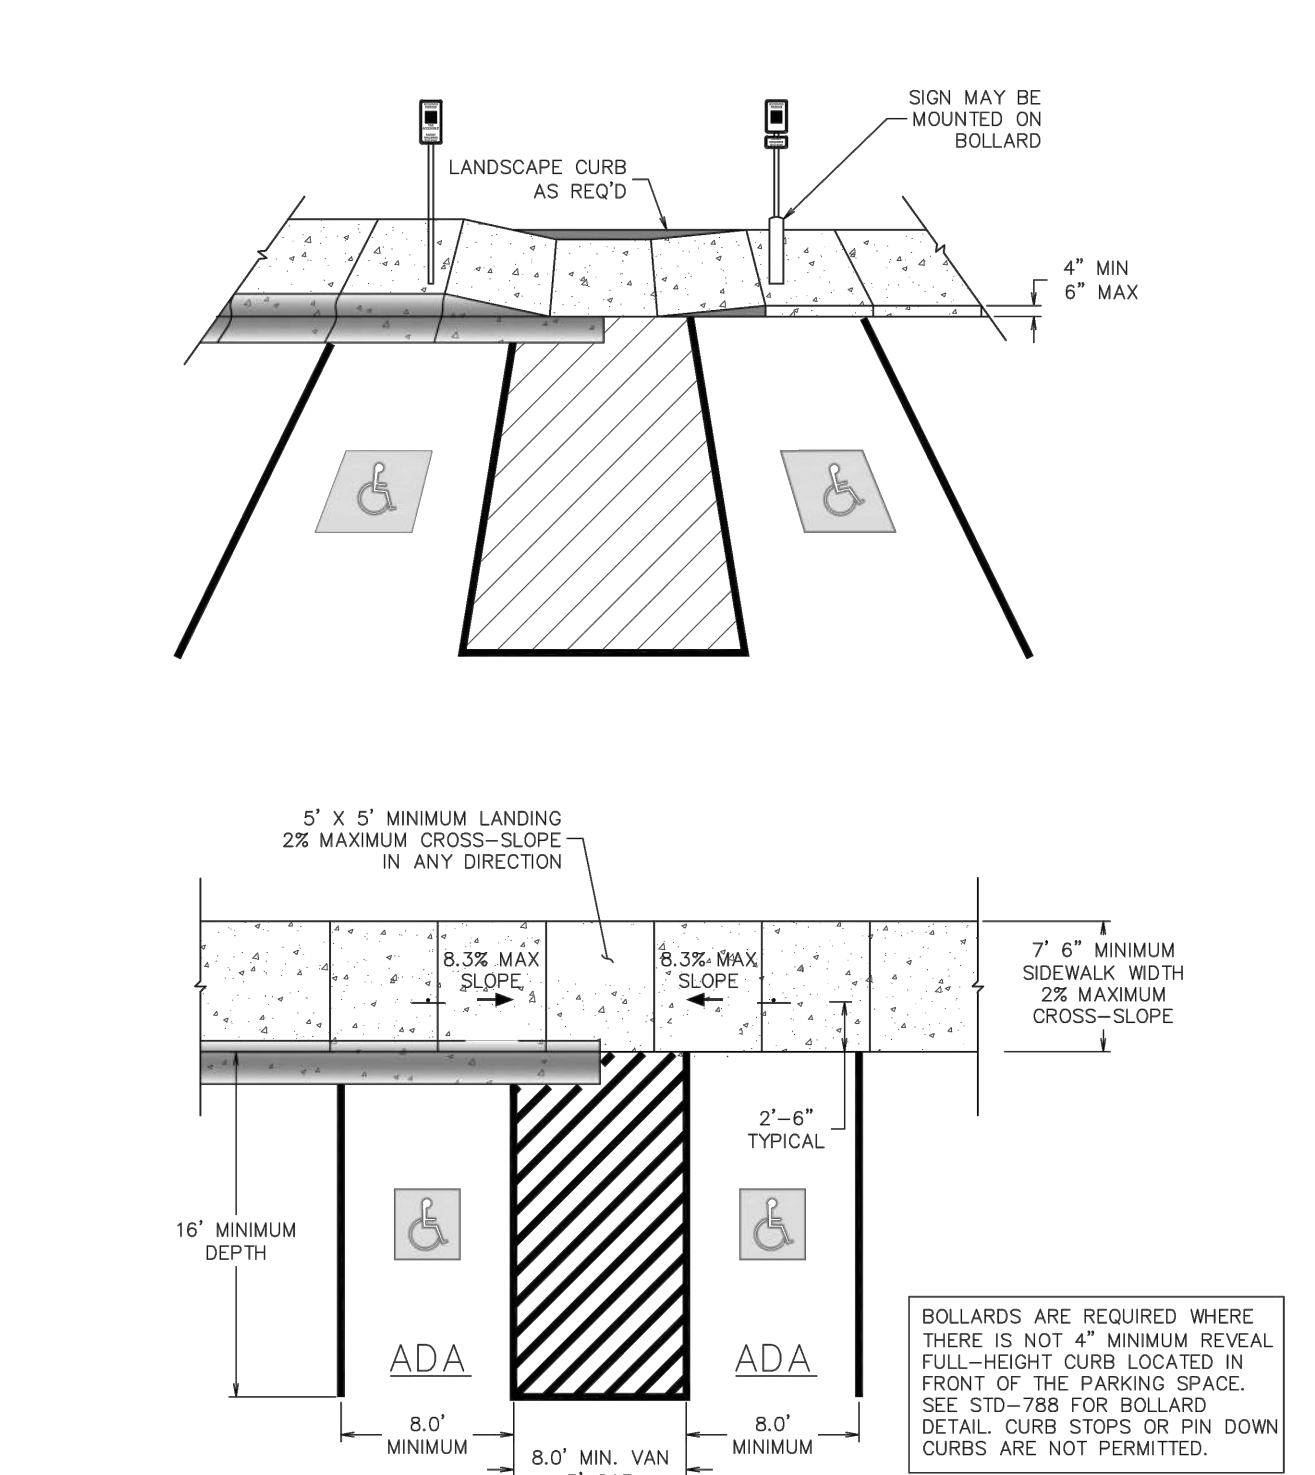 SIGN MAY BE
MOUNTED ON
BOLLARD
LANDSCAPE CURB
AS REQ'D
4" MIN
6" MAX
5' X 5' MINIMUM LANDING
2% MAXIMUM CROSS-SLOPE
IN ANY DIRECTION
8.3% MAX
SLOPE
8.3% MAX
SLOPE
7' 6" MINIMUM
SIDEWALK WIDTH
2% MAXIMUM
CROSS-SLOPE
2'-6"
TYPICAL
16' MINIMUM
DEPTH
ADA
ADA
BOLLARDS ARE REQUIRED WHERE
THERE IS NOT 4" MINIMUM REVEAL
FULL-HEIGHT CURB LOCATED IN
FRONT OF THE PARKING SPACE.
SEE STD-788 FOR BOLLARD
DETAIL. CURB STOPS OR PIN DOWN
CURBS ARE NOT PERMITTED.
8.0'
MINIMUM
8.0' MIN. VAN
8.0'
MINIMUM